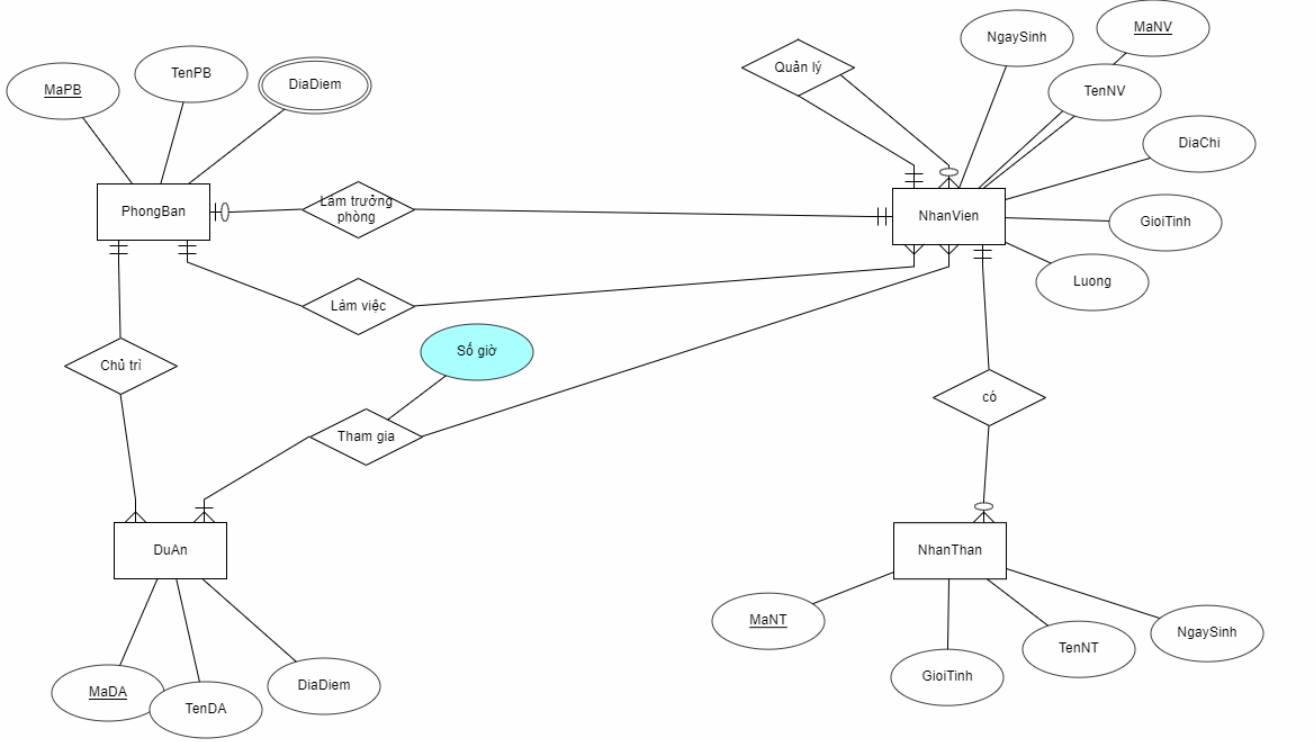 NgaySinh
MaNV
Quản lý
TenPB
DiaDiem
MaPB
TenNV
DiaChi
PhongBan
Làm trưởng
phòng
NhanVien
GioiTinh
Luong
Làm việc
Số giờ
Chủ trì
có
Tham gia
DuAn
NhanThan
MaNT
NgaySinh
TenNT
GioiTinh
MaDA
TenDA
DiaDiem